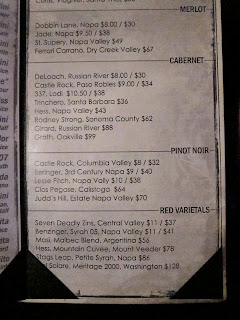 MERLOT
Dobbin Lane, Napa $8.00 / $30
Jade, Napa $9.50 / $38
St. Supery, Napa Valley $49
Ferrari Carrano, Dry Creek Valley $67
CABERNET
DeLoach, Russian River $8.00 / $30
Castle Rock, Paso Robles $9.00 / $34
337, Lodi $10.50 / $38
Trinchero, Santa Barbara $36
Hess, Napa Valley $43
Rodney Strong, Sonoma County $62
Girard, Russian River $88
Groth, Oakville $99
PINOT NOIR
Castle Rock, Columbia Valley $8 / $32
Beringer, 3rd Century Napa $9 / $40
Leslie Fitch, Napa Vally $10 / $38
Clos Pegase, Calistoga $64
Judd's Hill, Estate Napa Valley $70
RED VARIETALS
Seven Deadly Zins, Central Valley $11 / $37
Benzinger, Syrah 05, Napa Valley $11 / $41
Masi, Malbec Blend, Argentina $56
Hess, Mountain Cuvee, Mount Veeder $78
Stags Leap, Petite Syrah, Napa $86
Solare, Meritage 2000, Washington $128